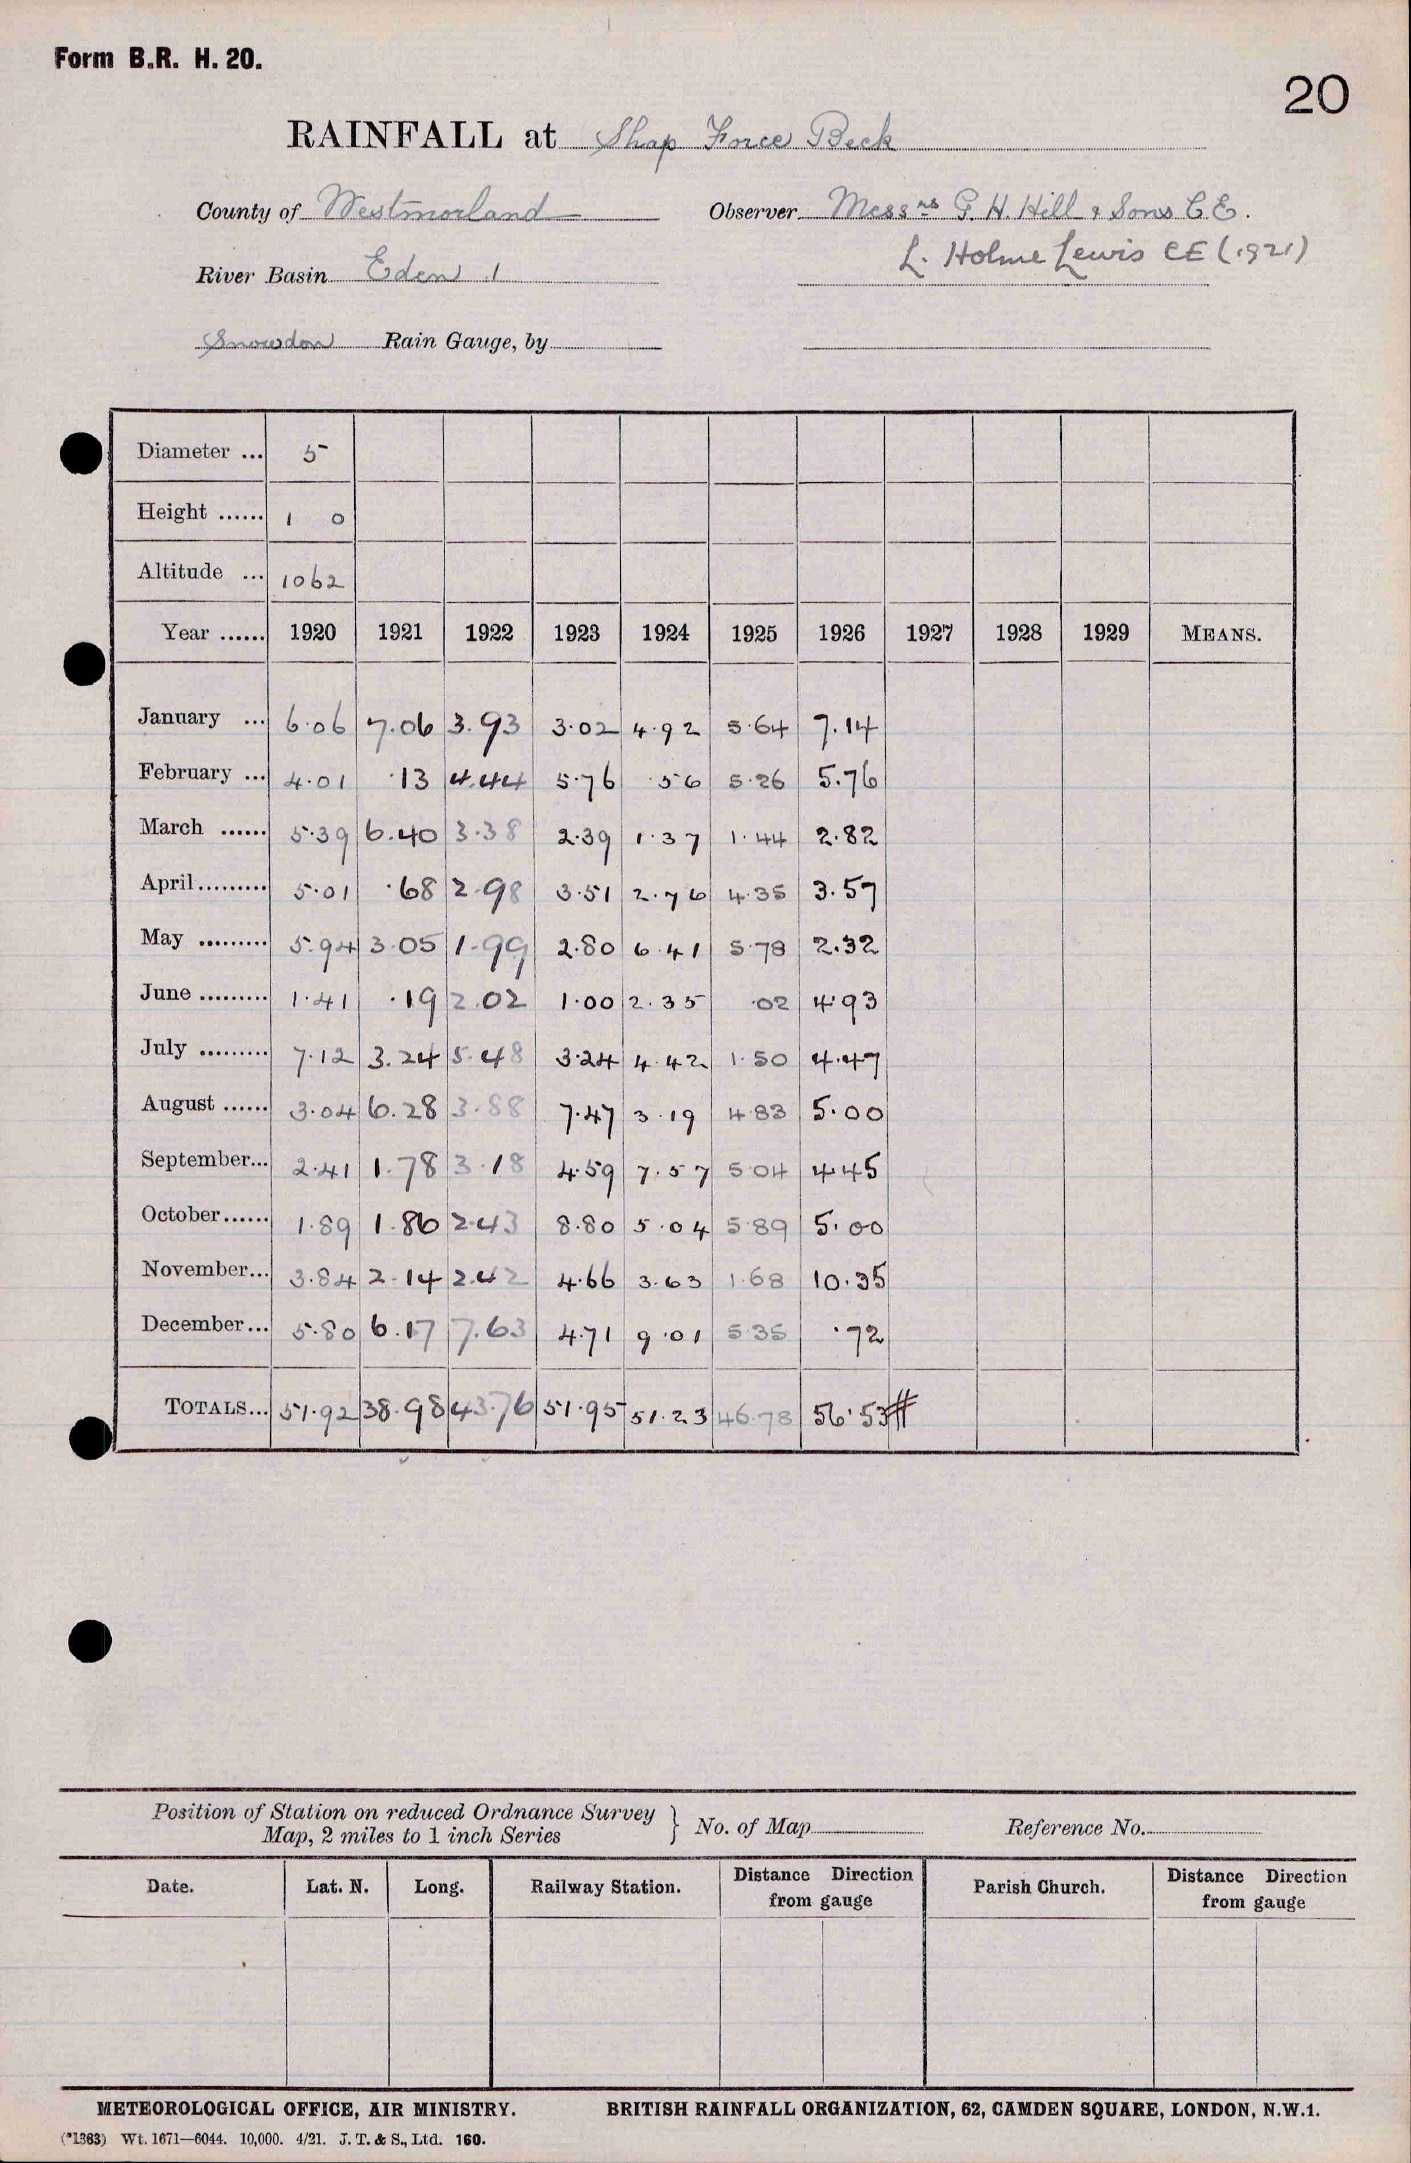 Form B.R. H. 20.
20
RAINFALL at Shap Force Beck
County of Westmorland Observer Messrs G. H. Hill & Sons C.E.
L. Holme Lewis CE (1921)
River Basin Eden 1
Snowdon Rain Gauge, by
Diameter ... 5
Height ...... 1 0
Altitude ... 1062
Year ...... 1920 1921 1922 1923 1924 1925 1926 1927 1928 1929 MEANS.
January ... 6.06 7.06 3.93 3.02 4.92 5.64 7.14
February ... 4.01 .13 4.44 5.76 .56 5.26 5.76
March ...... 5.39 6.40 3.38 2.39 1.37 1.44 2.82
April ......... 5.01 .68 2.98 3.51 2.76 4.35 3.57
May ......... 5.94 3.05 1.99 2.80 6.41 5.78 2.32
June ......... 1.41 .19 2.02 1.00 2.35 .02 4.93
July ......... 7.12 3.24 5.48 3.24 4.42 1.50 4.47
August ...... 3.04 6.28 3.88 7.47 3.19 4.83 5.00
September... 2.41 1.78 3.18 4.59 7.57 5.04 4.45
October ...... 1.89 1.86 2.43 8.80 5.04 5.89 5.00
November... 3.84 2.14 2.42 4.66 3.63 1.68 10.35
December ... 5.80 6.17 7.63 4.71 9.01 5.35 .72
TOTALS... 51.92 38.98 43.76 51.95 51.23 46.78 56.53#
Position of Station on reduced Ordnance Survey
Map, 2 miles to 1 inch Series } No. of Map Reference No.
Date. Lat. N. Long. Railway Station. Distance Direction from gauge Parish Church. Distance Direction from gauge
METEOROLOGICAL OFFICE, AIR MINISTRY. BRITISH RAINFALL ORGANIZATION, 62, CAMDEN SQUARE, LONDON, N.W.1.
(*1363) Wt. 1671—6044. 10,000. 4/21. J. T. & S., Ltd. 160.